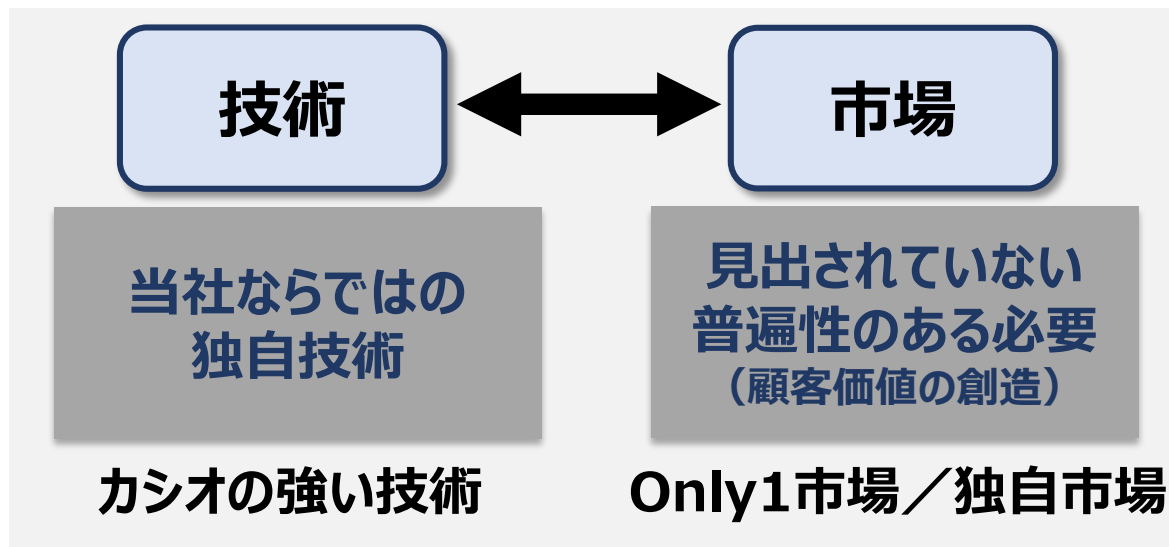 技術
市場
当社ならではの
独自技術
見出されていない
普遍性のある必要
（顧客価値の創造）
カシオの強い技術
Only1市場／独自市場